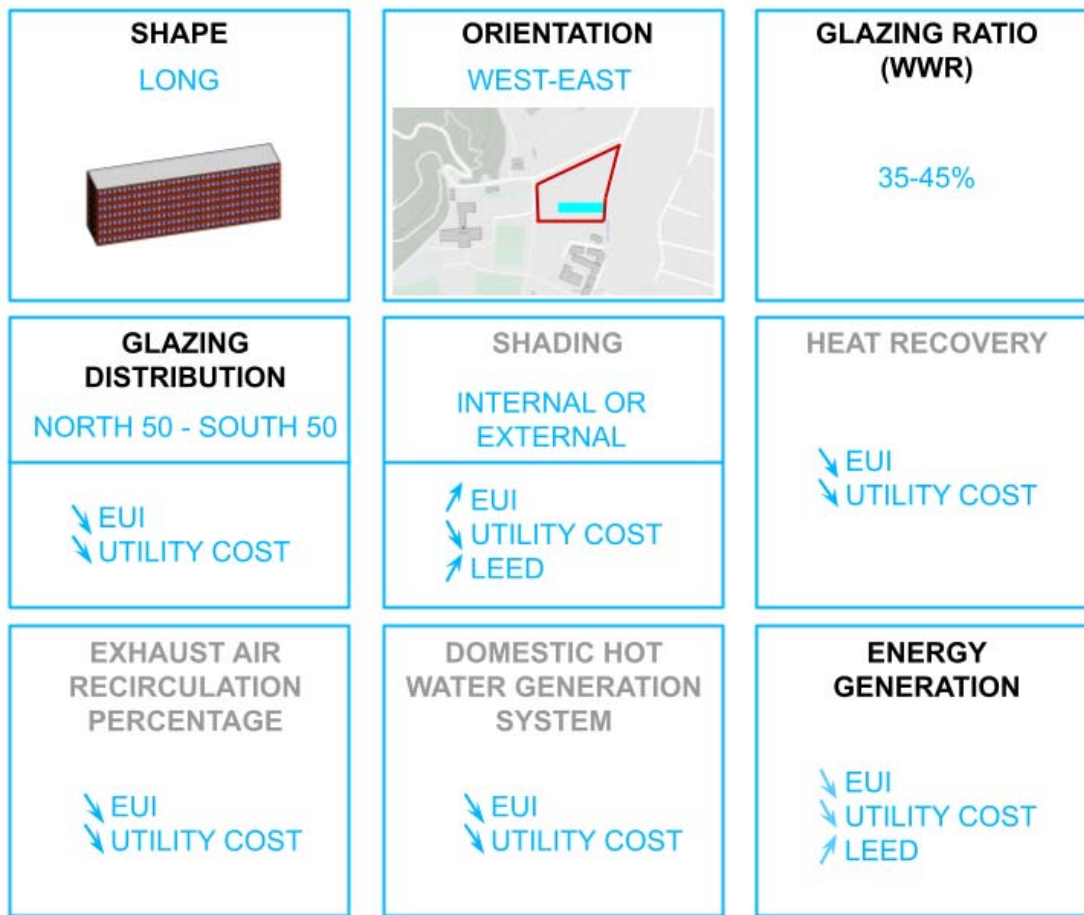 SHAPE
LONG
ORIENTATION
WEST-EAST
GLAZING RATIO
(WWR)
35-45%
GLAZING
DISTRIBUTION
NORTH 50 - SOUTH 50
↘ EUI
↘ UTILITY COST
SHADING
INTERNAL OR
EXTERNAL
↗ EUI
↘ UTILITY COST
↗ LEED
HEAT RECOVERY
↘ EUI
↘ UTILITY COST
EXHAUST AIR
RECIRCULATION
PERCENTAGE
↘ EUI
↘ UTILITY COST
DOMESTIC HOT
WATER GENERATION
SYSTEM
↘ EUI
↘ UTILITY COST
ENERGY
GENERATION
↘ EUI
↘ UTILITY COST
↗ LEED